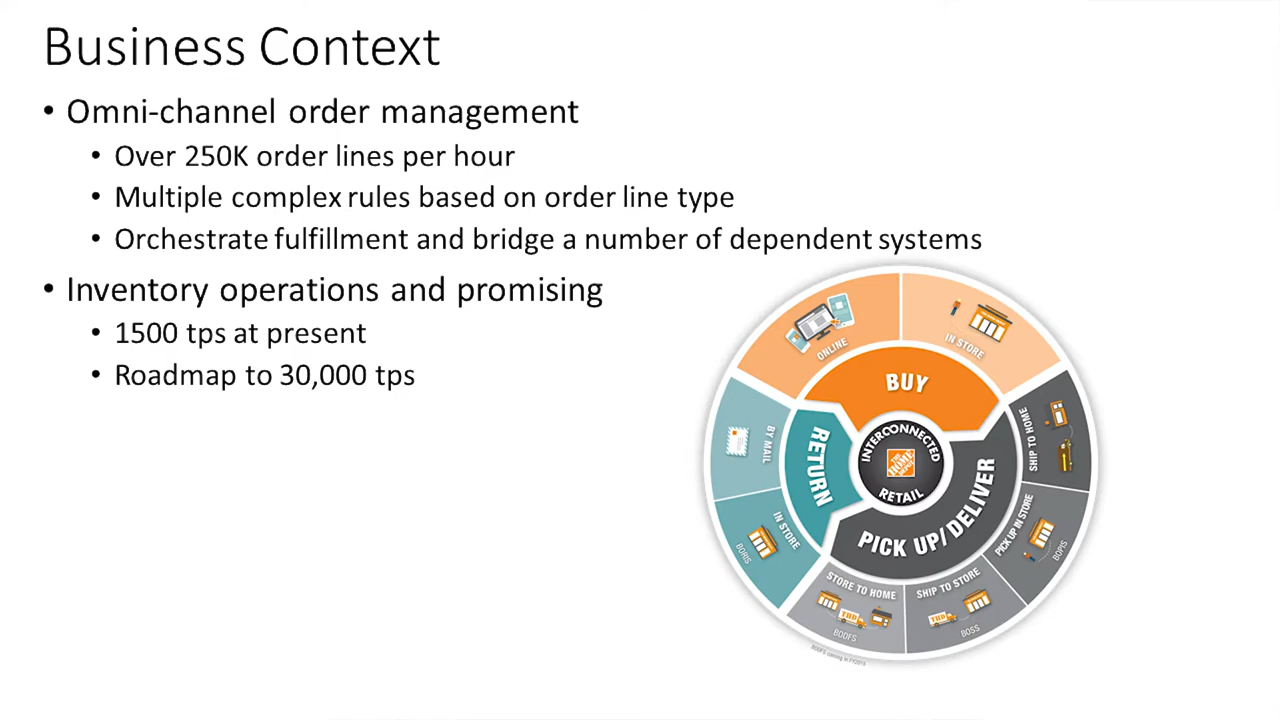 Business Context
• Omni-channel order management
• Over 250K order lines per hour
• Multiple complex rules based on order line type
• Orchestrate fulfillment and bridge a number of dependent systems
• Inventory operations and promising
• 1500 tps at present
• Roadmap to 30,000 tps
ONLINE
IN STORE
BUY
BY MAIL
RETURN
IN STORE
BORIS
INTERCONNECTED
THE HOME DEPOT
RETAIL
SHIP TO HOME
PICK UP/DELIVER
PICK UP IN STORE
BOPIS
STORE TO HOME
BODFS
SHIP TO STORE
BOSS